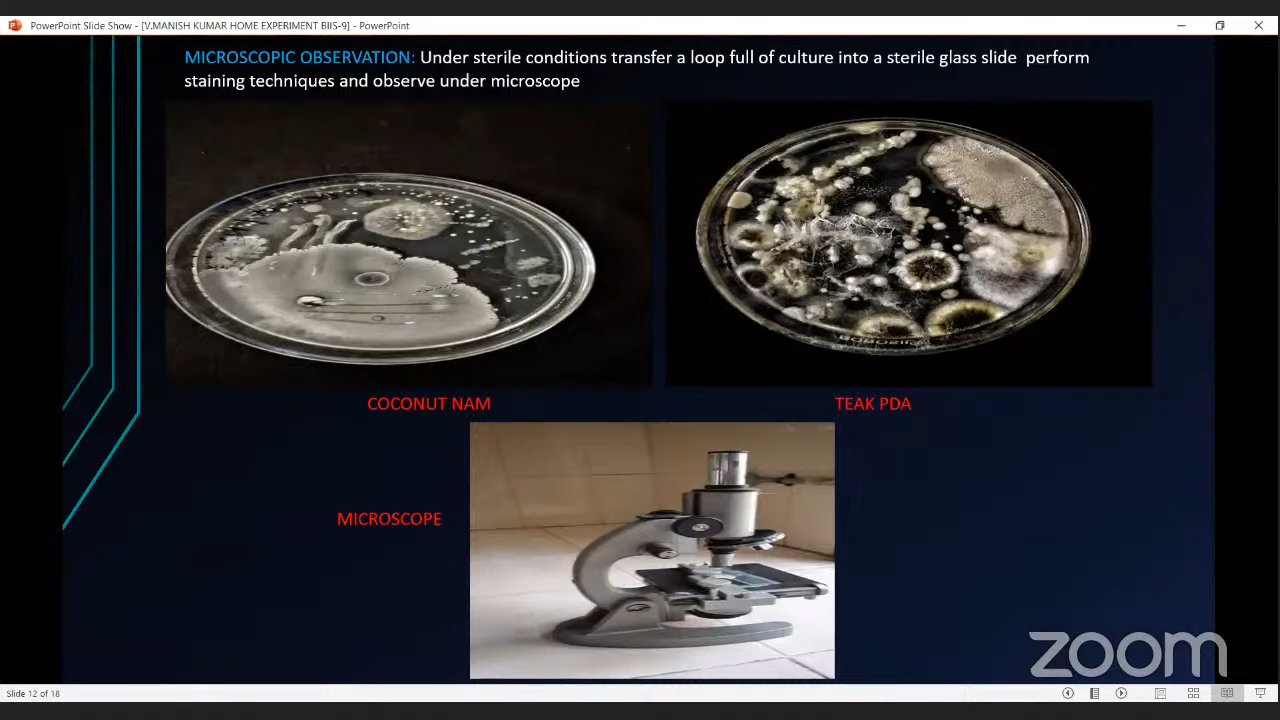 PowerPoint Slide Show - [V.MANISH KUMAR HOME EXPERIMENT BIIS-9] - PowerPoint
MICROSCOPIC OBSERVATION: Under sterile conditions transfer a loop full of culture into a sterile glass slide perform
staining techniques and observe under microscope
COCONUT NAM
TEAK PDA
MICROSCOPE
zoom
Slide 12 of 18